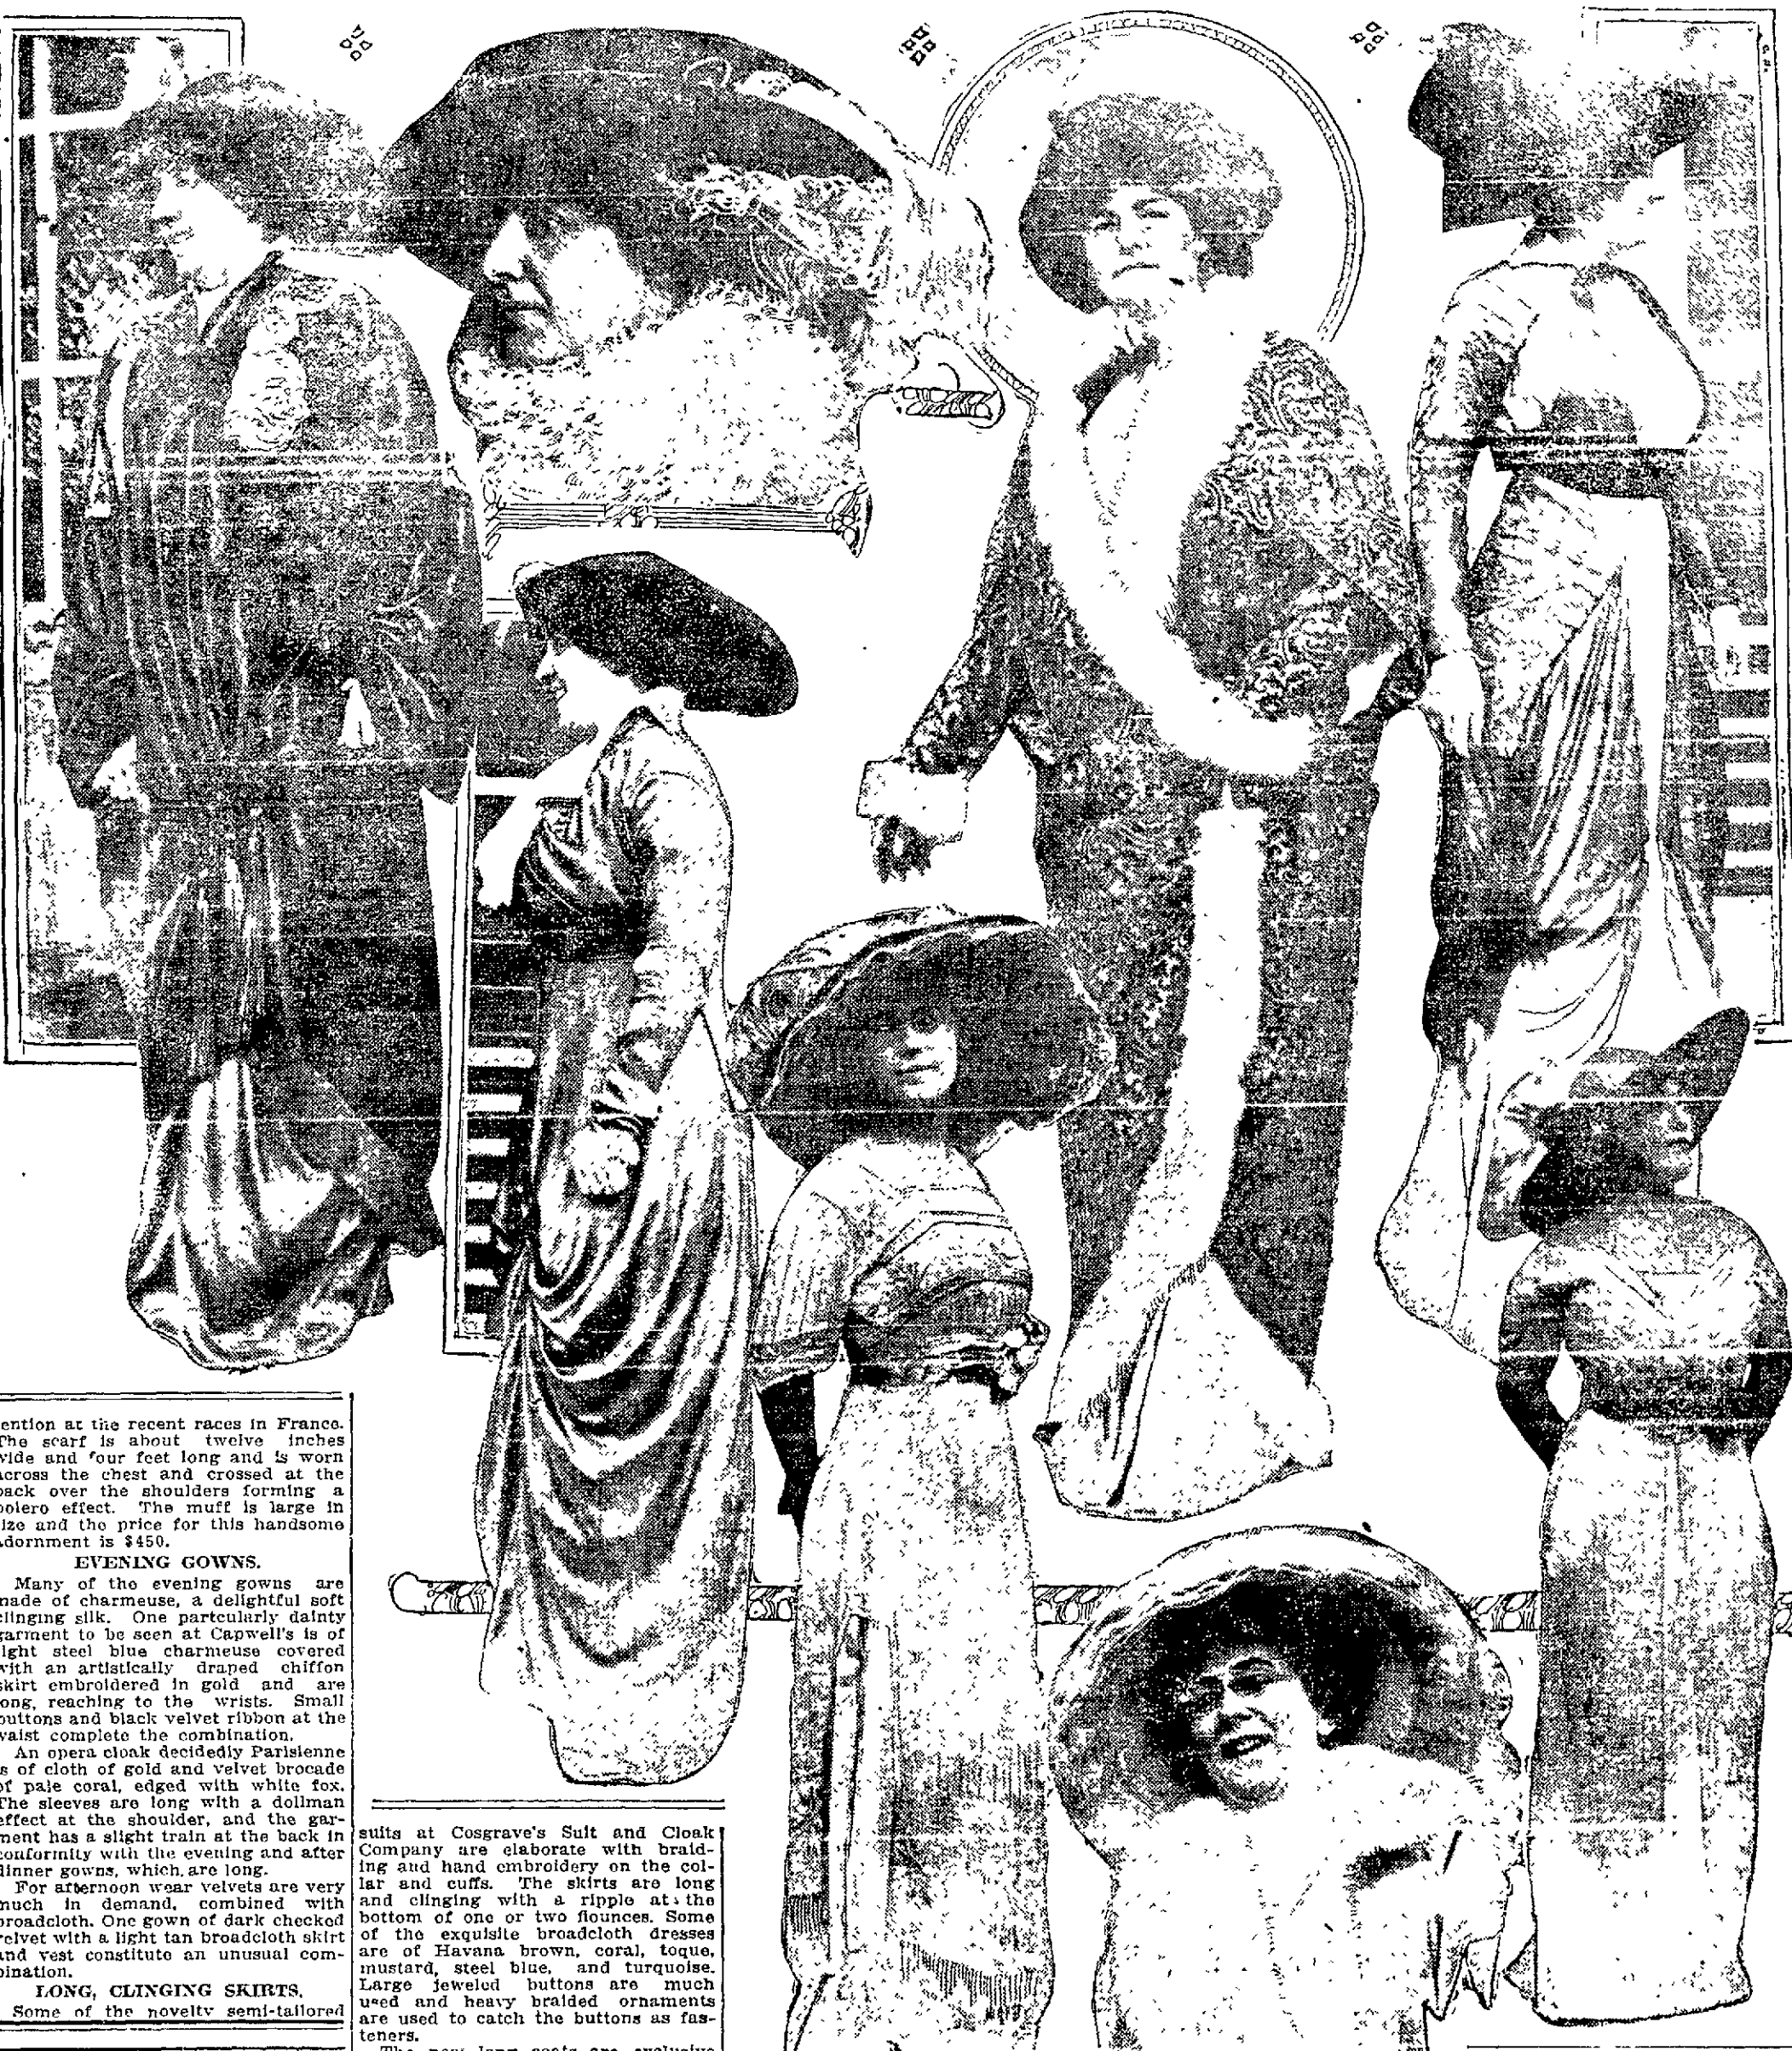 ention at the recent races in France.
The scarf is about twelve inches
wide and four feet long and is worn
across the chest and crossed at the
back over the shoulders forming a
bolero effect. The muff is large in
ize and the price for this handsome
adornment is $450.
EVENING GOWNS.
Many of the evening gowns are
made of charmeuse, a delightful soft
clinging silk. One partcularly dainty
garment to be seen at Capwell's is of
light steel blue charmeuse covered
with an artistically draped chiffon
skirt embroidered in gold and are
long, reaching to the wrists. Small
buttons and black velvet ribbon at the
waist complete the combination.
An opera cloak decidedly Parisienne
is of cloth of gold and velvet brocade
of pale coral, edged with white fox.
The sleeves are long with a dollman
effect at the shoulder, and the gar-
ment has a slight train at the back in
conformity with the evening and after
dinner gowns, which are long.
For afternoon wear velvets are very
much in demand, combined with
broadcloth. One gown of dark checked
velvet with a light tan broadcloth skirt
and vest constitute an unusual com-
bination.
LONG, CLINGING SKIRTS.
Some of the novelty semi-tailored
suits at Cosgrave's Suit and Cloak
Company are elaborate with braid-
ing and hand embroidery on the col-
lar and cuffs. The skirts are long
and clinging with a ripple at the
bottom of one or two flounces. Some
of the exquisite broadcloth dresses
are of Havana brown, coral, toque,
mustard, steel blue, and turquoise.
Large jeweled buttons are much
used and heavy braided ornaments
are used to catch the buttons as fas-
teners.
The new long coats are exclusive